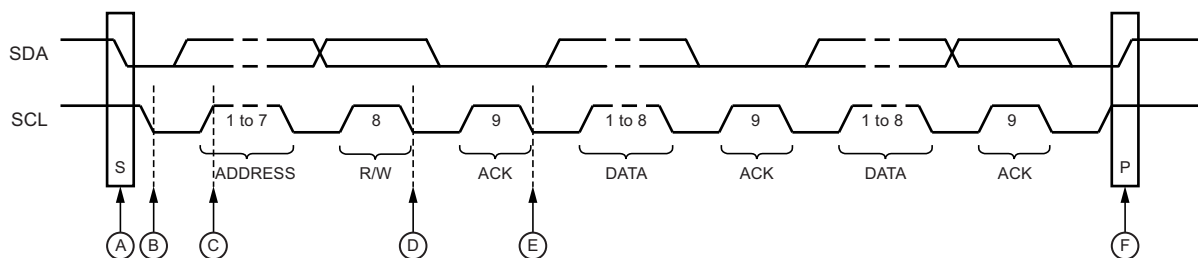 SDA
SCL
1 to 7
8
9
1 to 8
9
1 to 8
9
S
ADDRESS
R/W
ACK
DATA
ACK
DATA
ACK
P
A
B
C
D
E
F